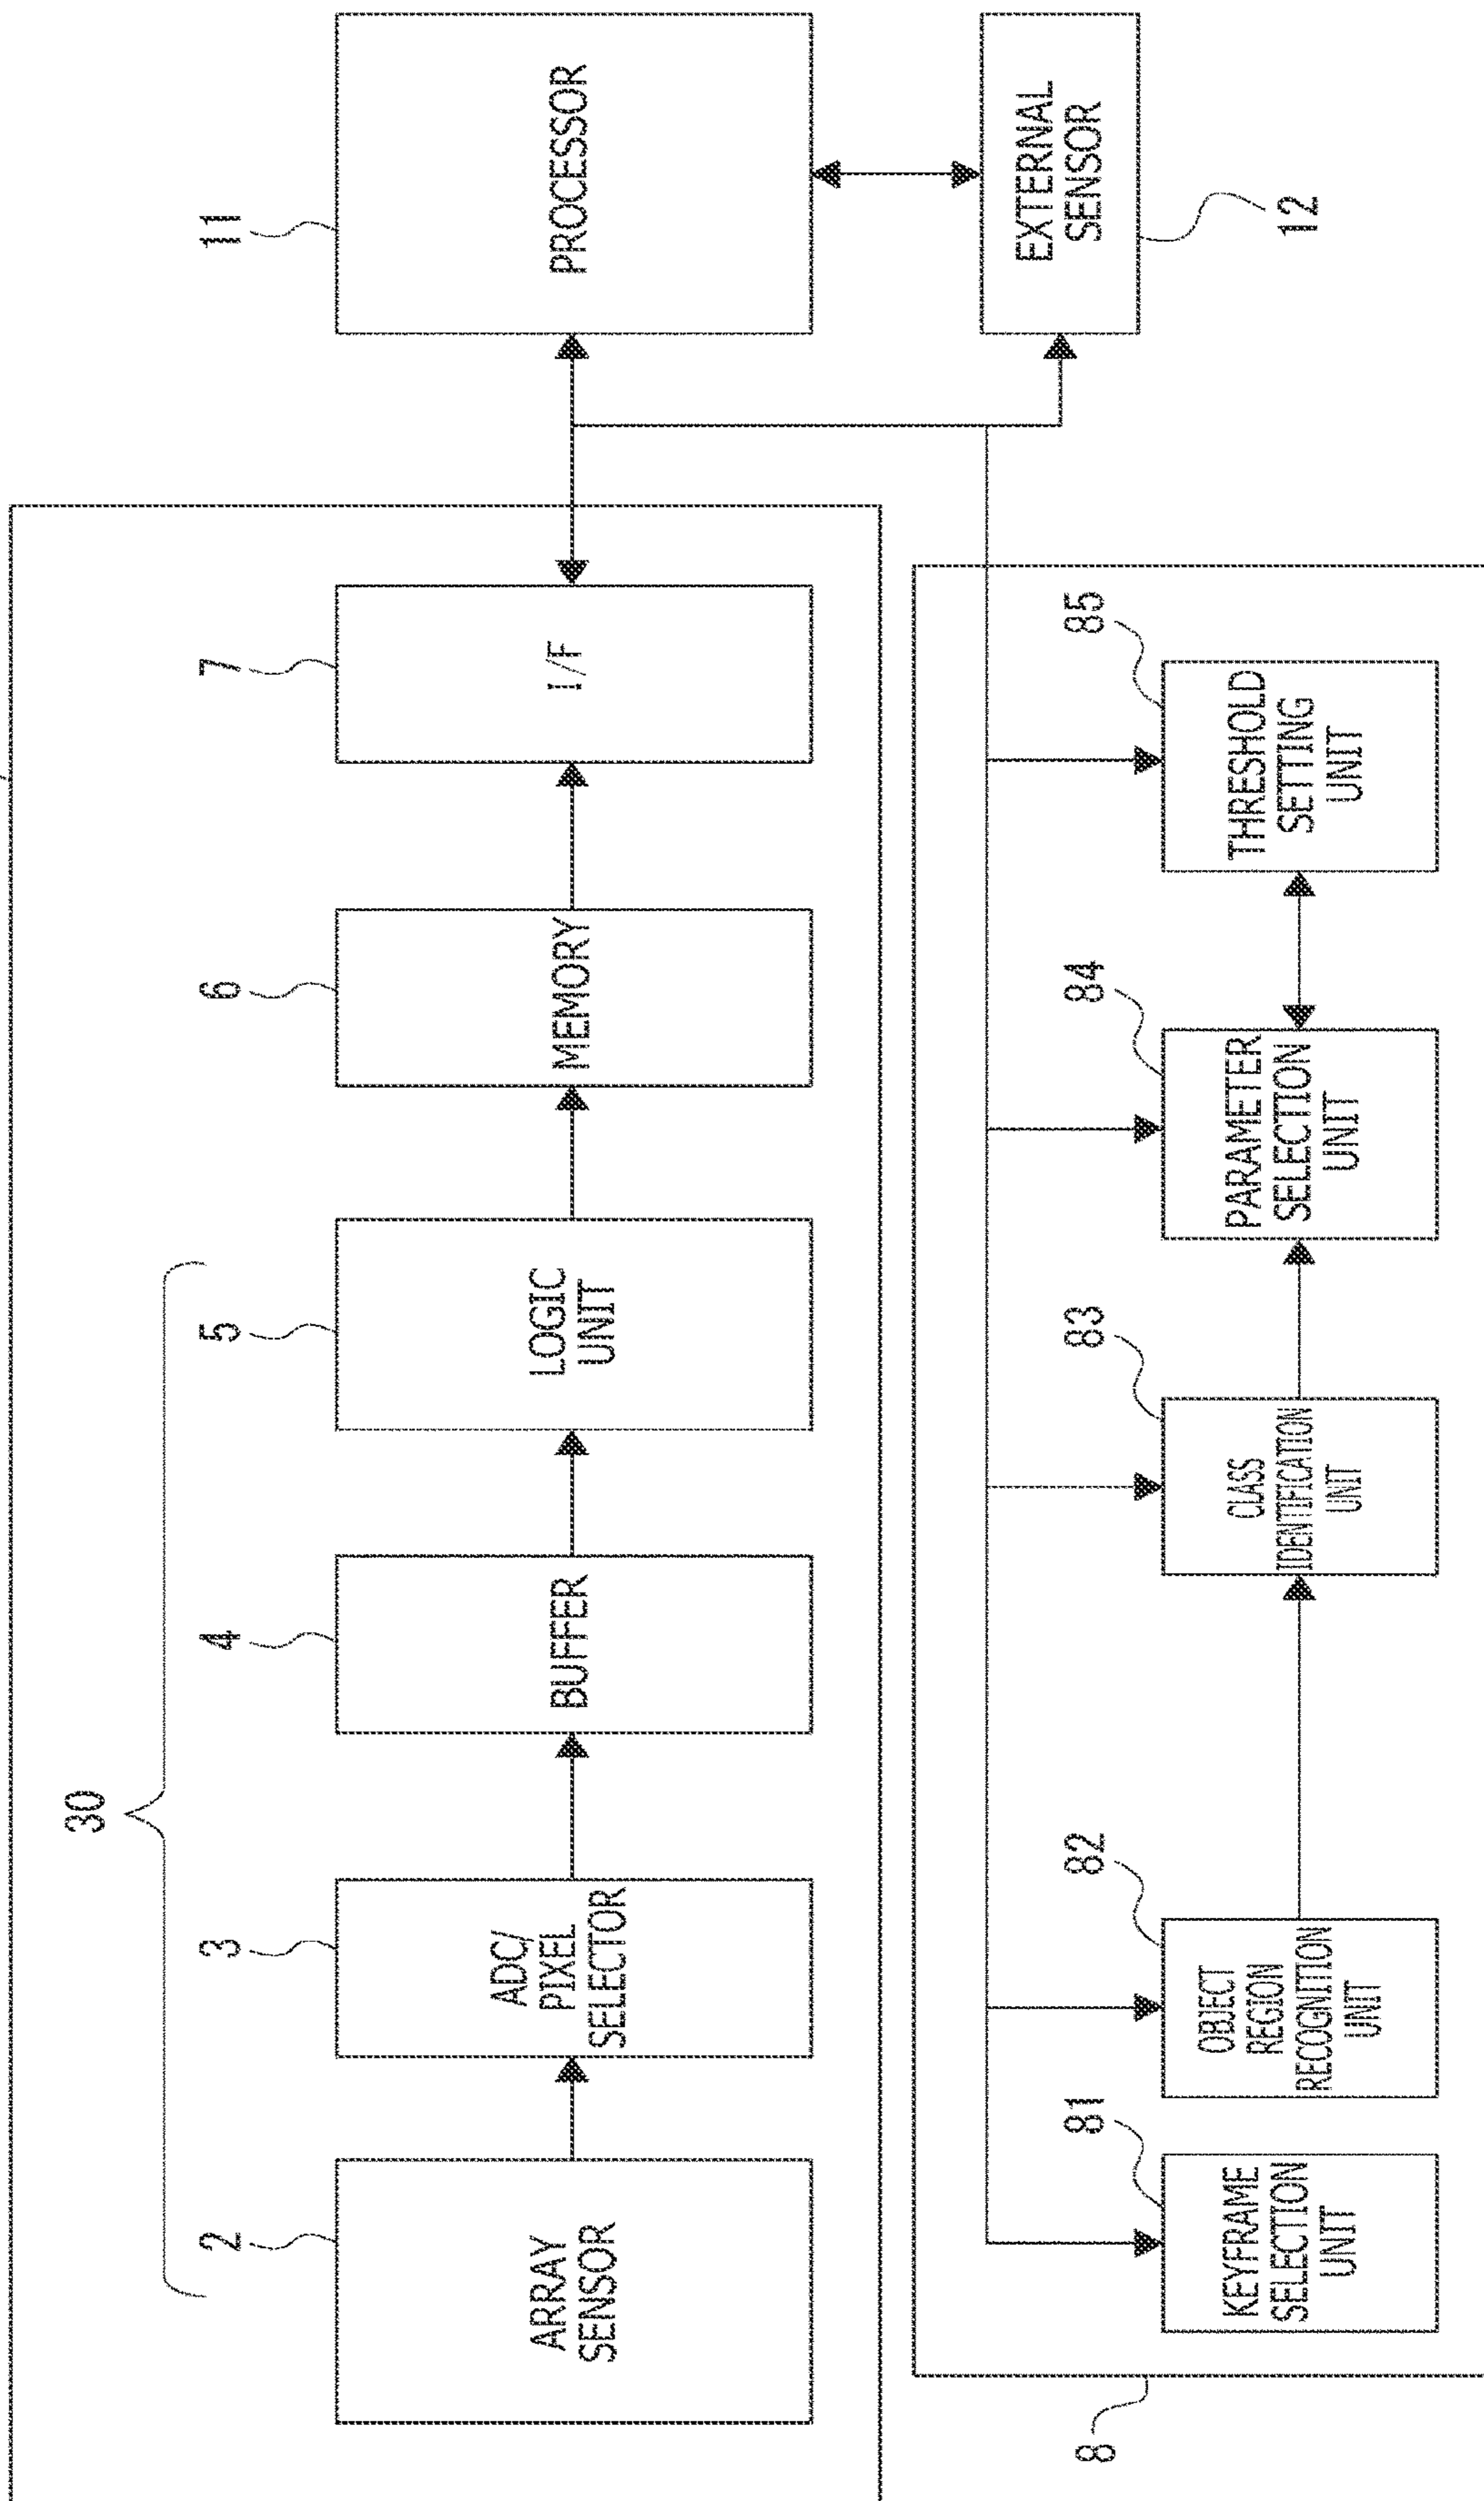 30
2
ARRAY
SENSOR
3
ADC/
PIXEL
SELECTOR
4
BUFFER
5
LOGIC
UNIT
6
MEMORY
7
I/F
11
PROCESSOR
EXTERNAL
SENSOR
12
8
81
KEYFRAME
SELECTION
UNIT
82
OBJECT
REGION
RECOGNITION
UNIT
83
CLASS
IDENTIFICATION
UNIT
84
PARAMETER
SELECTION
UNIT
85
THRESHOLD
SETTING
UNIT